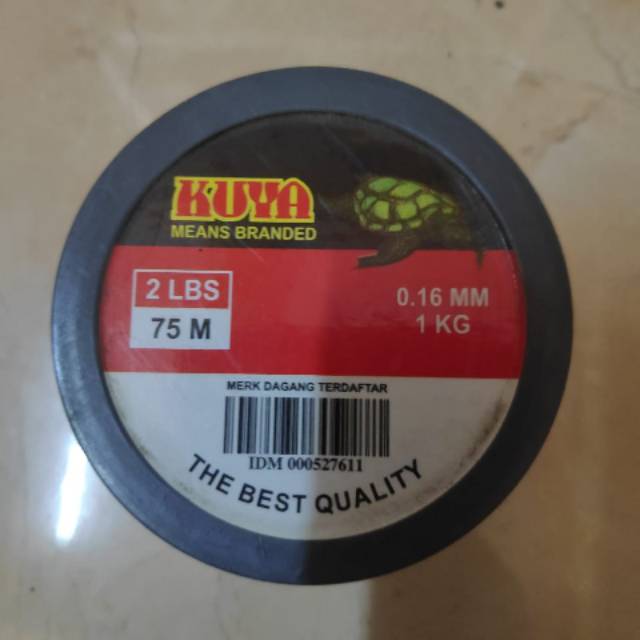 KUYA
MEANS BRANDED
2 LBS
75 M
0.16 MM
1 KG
MERK DAGANG TERDAFTAR
IDM 000527611
THE BEST QUALITY